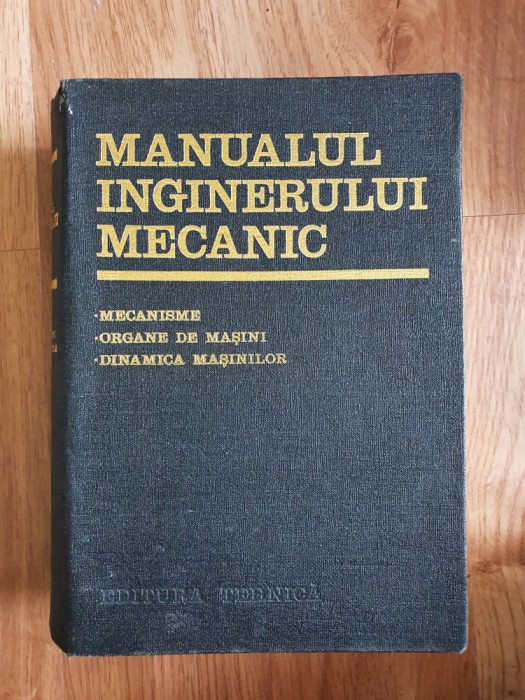 MANUALUL
INGINERULUI
MECANIC
·MECANISME
·ORGANE DE MAȘINI
·DINAMICA MAȘINILOR
EDITURA TEHNICĂ